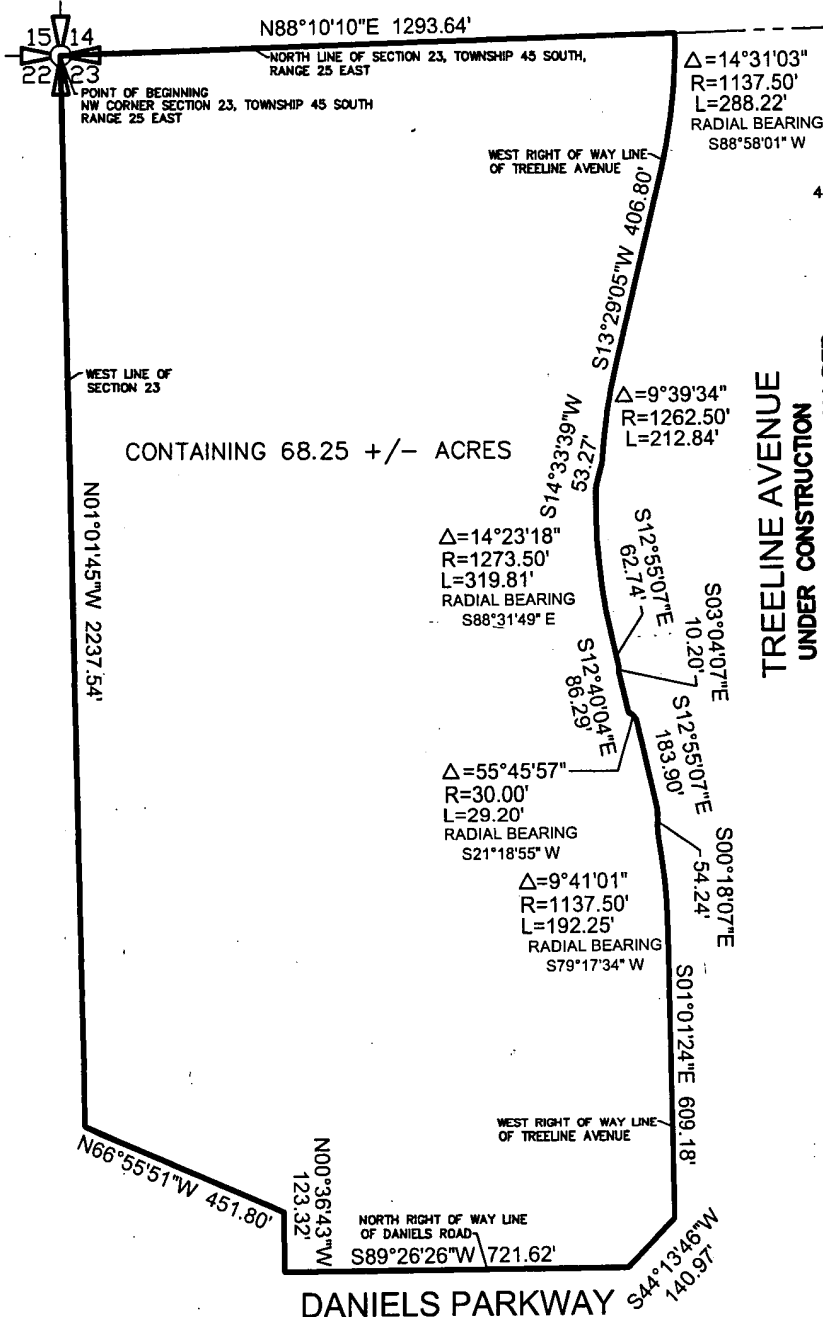 N88°10'10"E 1293.64'
15 14
22 23
NORTH LINE OF SECTION 23, TOWNSHIP 45 SOUTH,
RANGE 25 EAST
POINT OF BEGINNING
NW CORNER SECTION 23, TOWNSHIP 45 SOUTH
RANGE 25 EAST
△=14°31'03"
R=1137.50'
L=288.22'
RADIAL BEARING
S88°58'01" W
WEST RIGHT OF WAY LINE
OF TREELINE AVENUE
4
S13°29'05"W 406.80'
WEST LINE OF
SECTION 23
△=9°39'34"
R=1262.50'
L=212.84'
TREELINE AVENUE
UNDER CONSTRUCTION
CONTAINING 68.25 +/- ACRES
S14°33'39"W
53.27'
N01°01'45"W 2237.54'
△=14°23'18"
R=1273.50'
L=319.81'
RADIAL BEARING
S88°31'49" E
S12°55'07"E
62.74'
S03°04'07"E
10.20'
S12°40'04"E
86.29'
S12°55'07"E
183.90'
△=55°45'57"
R=30.00'
L=29.20'
RADIAL BEARING
S21°18'55" W
S00°18'07"E
54.24'
△=9°41'01"
R=1137.50'
L=192.25'
RADIAL BEARING
S79°17'34" W
S01°01'24"E 609.18'
WEST RIGHT OF WAY LINE
OF TREELINE AVENUE
N66°55'51"W 451.80'
N00°36'43"W
123.32'
NORTH RIGHT OF WAY LINE
OF DANIELS ROAD
S89°26'26"W 721.62'
S44°13'46"W
140.97'
DANIELS PARKWAY